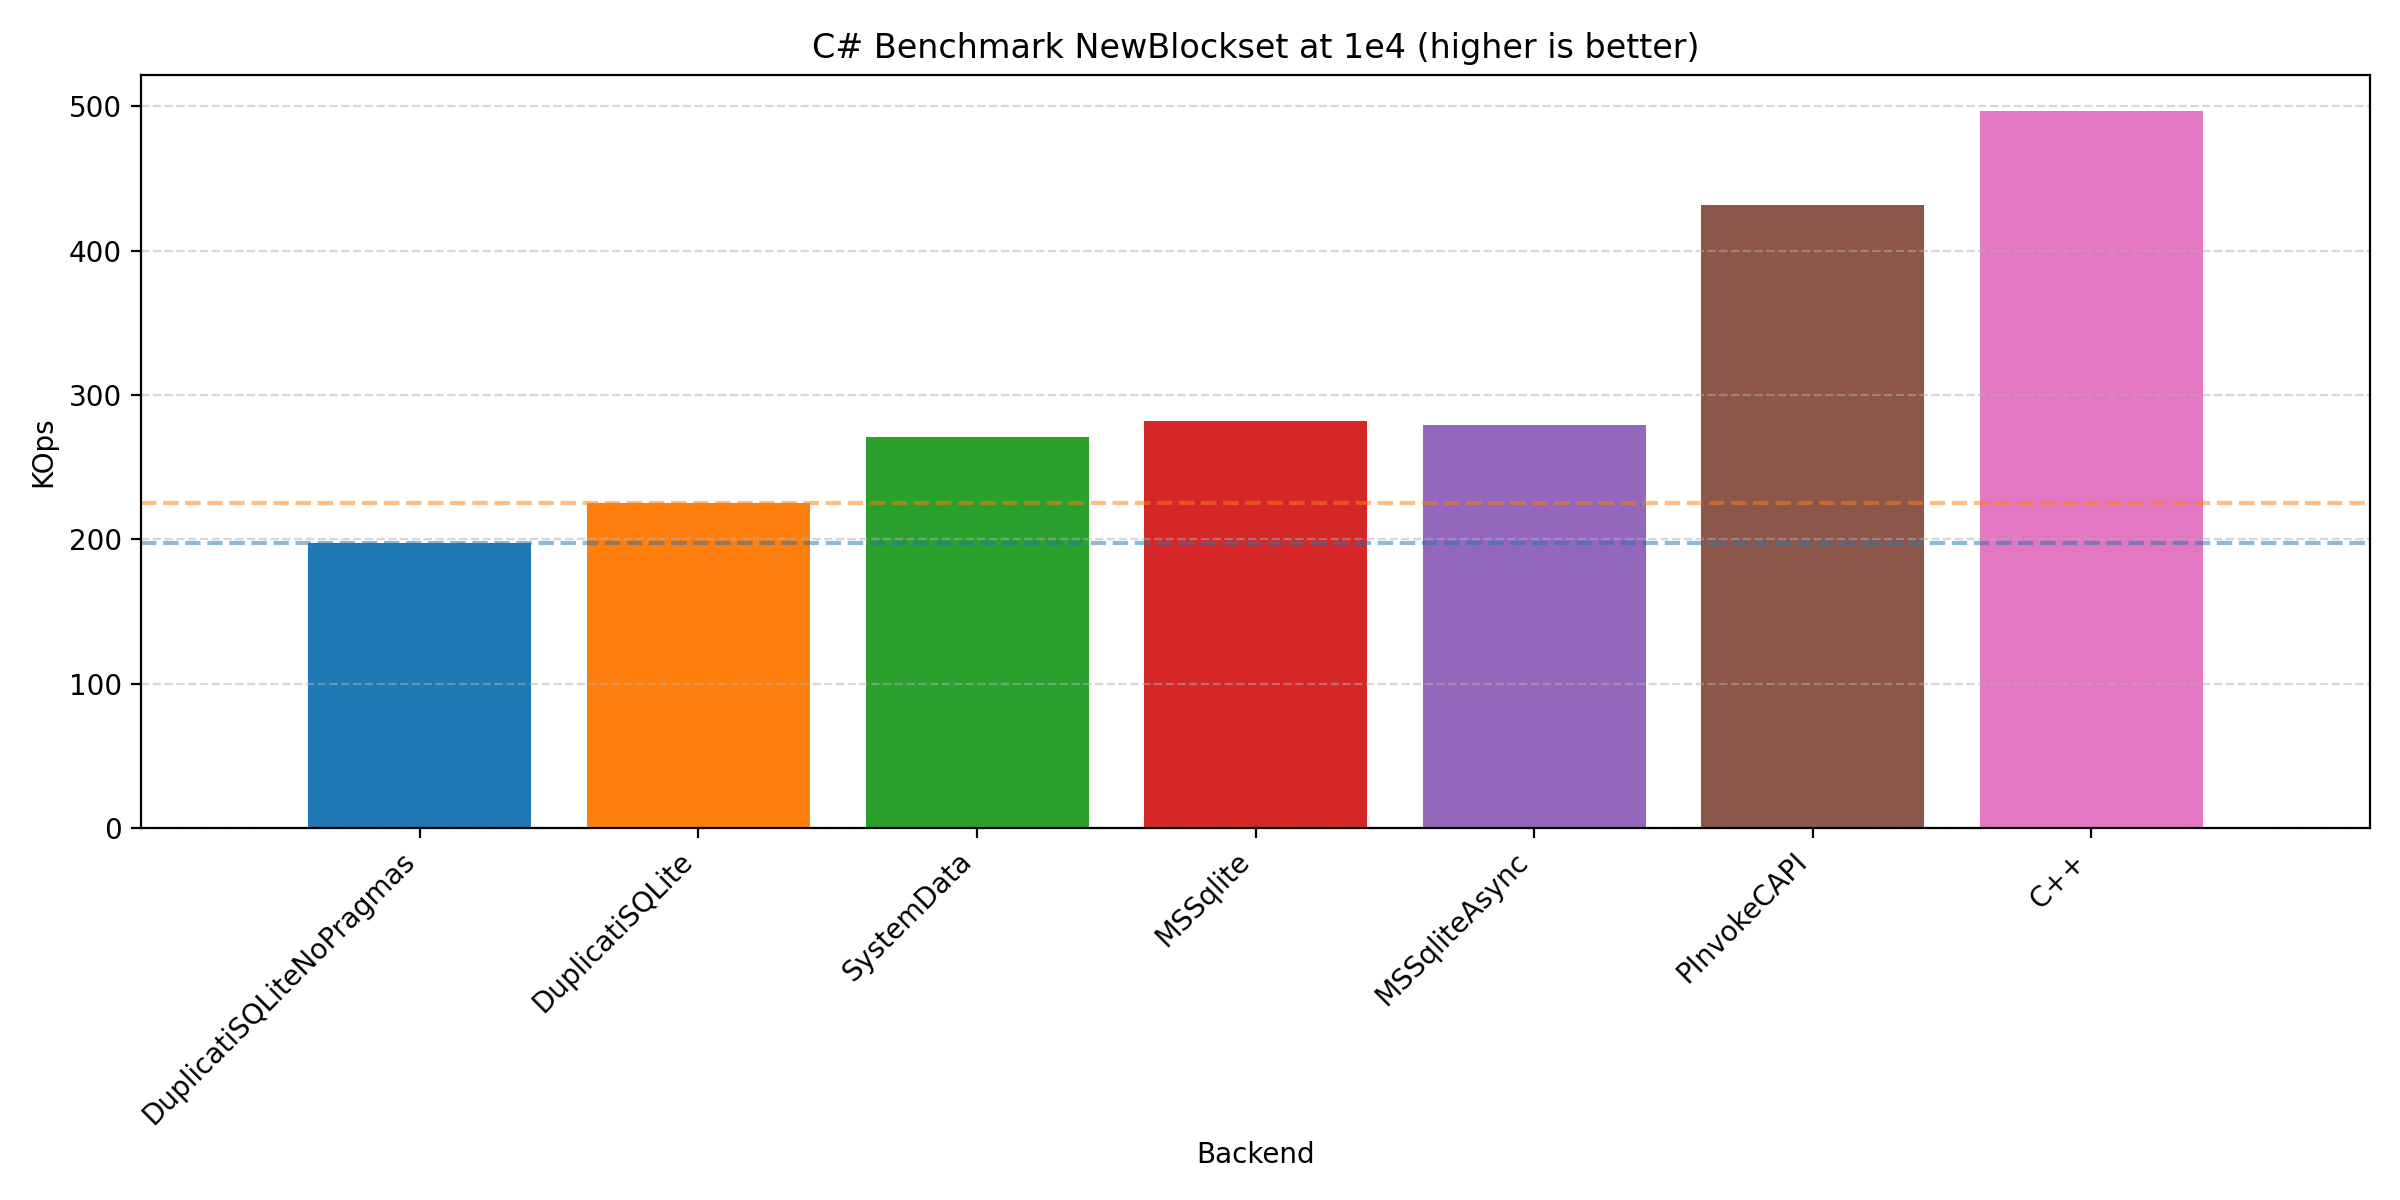 C# Benchmark NewBlockset at 1e4 (higher is better)
500
400
300
200
100
0
KOps
DuplicatiSQLiteNoPragmas
DuplicatiSQLite
SystemData
MSSqlite
MSSqliteAsync
PInvokeCAPI
C++
Backend